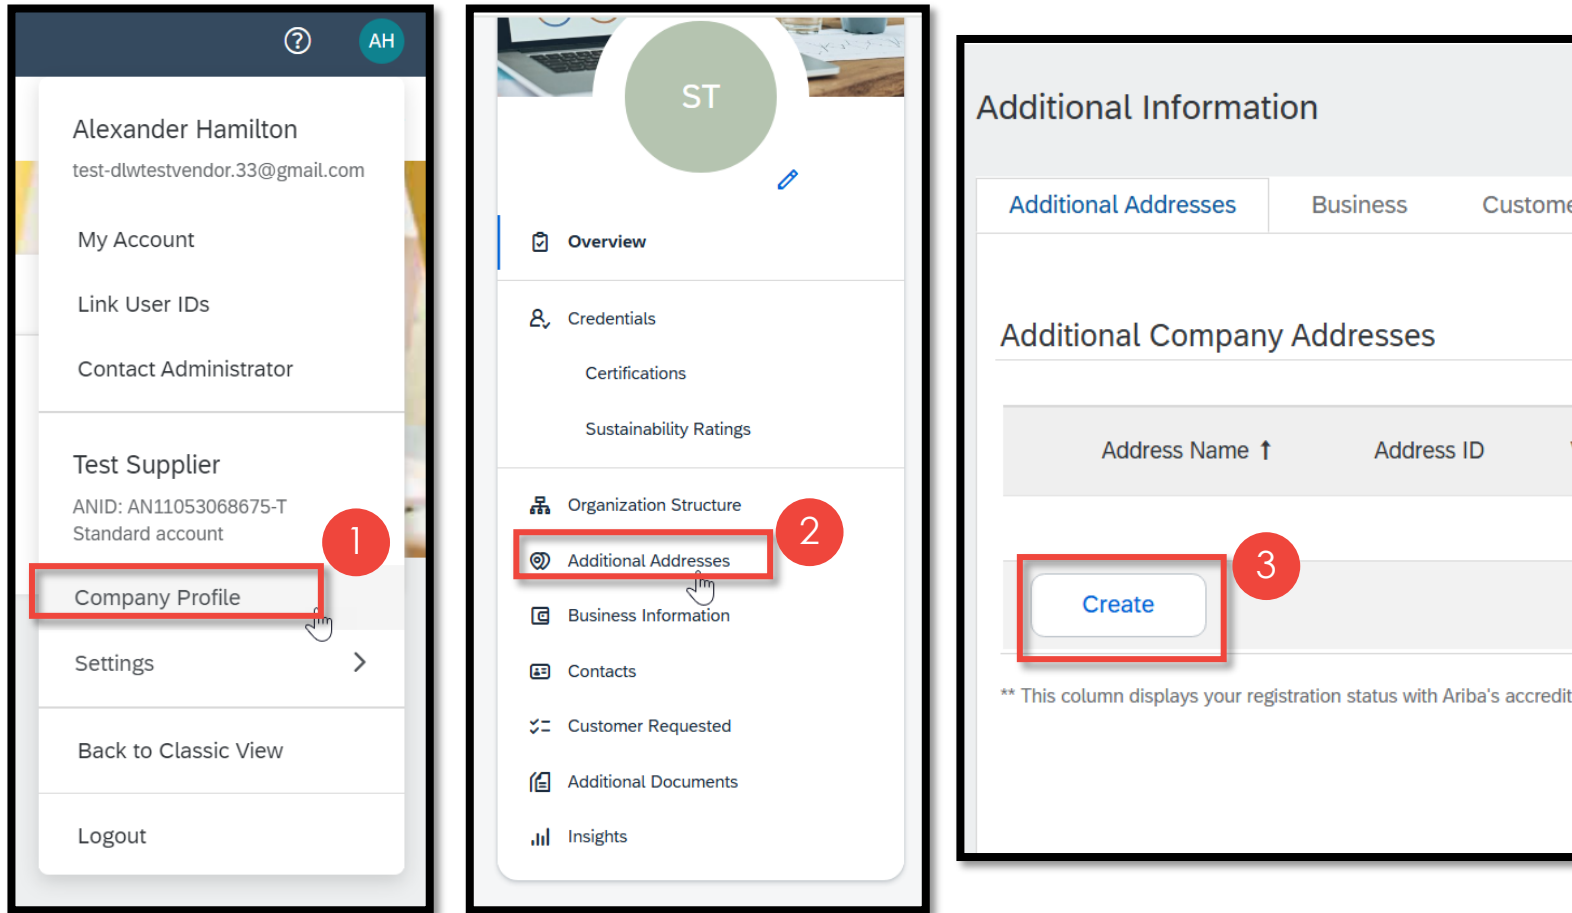 AH
Alexander Hamilton
test-dlwtestvendor.33@gmail.com
My Account
Link User IDs
Contact Administrator
Test Supplier
ANID: AN11053068675-T
Standard account
1
Company Profile
Settings
Back to Classic View
Logout
ST
Overview
Credentials
Certifications
Sustainability Ratings
Organization Structure
2
Additional Addresses
Business Information
Contacts
Customer Requested
Additional Documents
Insights
Additional Information
Additional Addresses Business Custome
Additional Company Addresses
Address Name ↑ Address ID
3
Create
** This column displays your registration status with Ariba's accredit